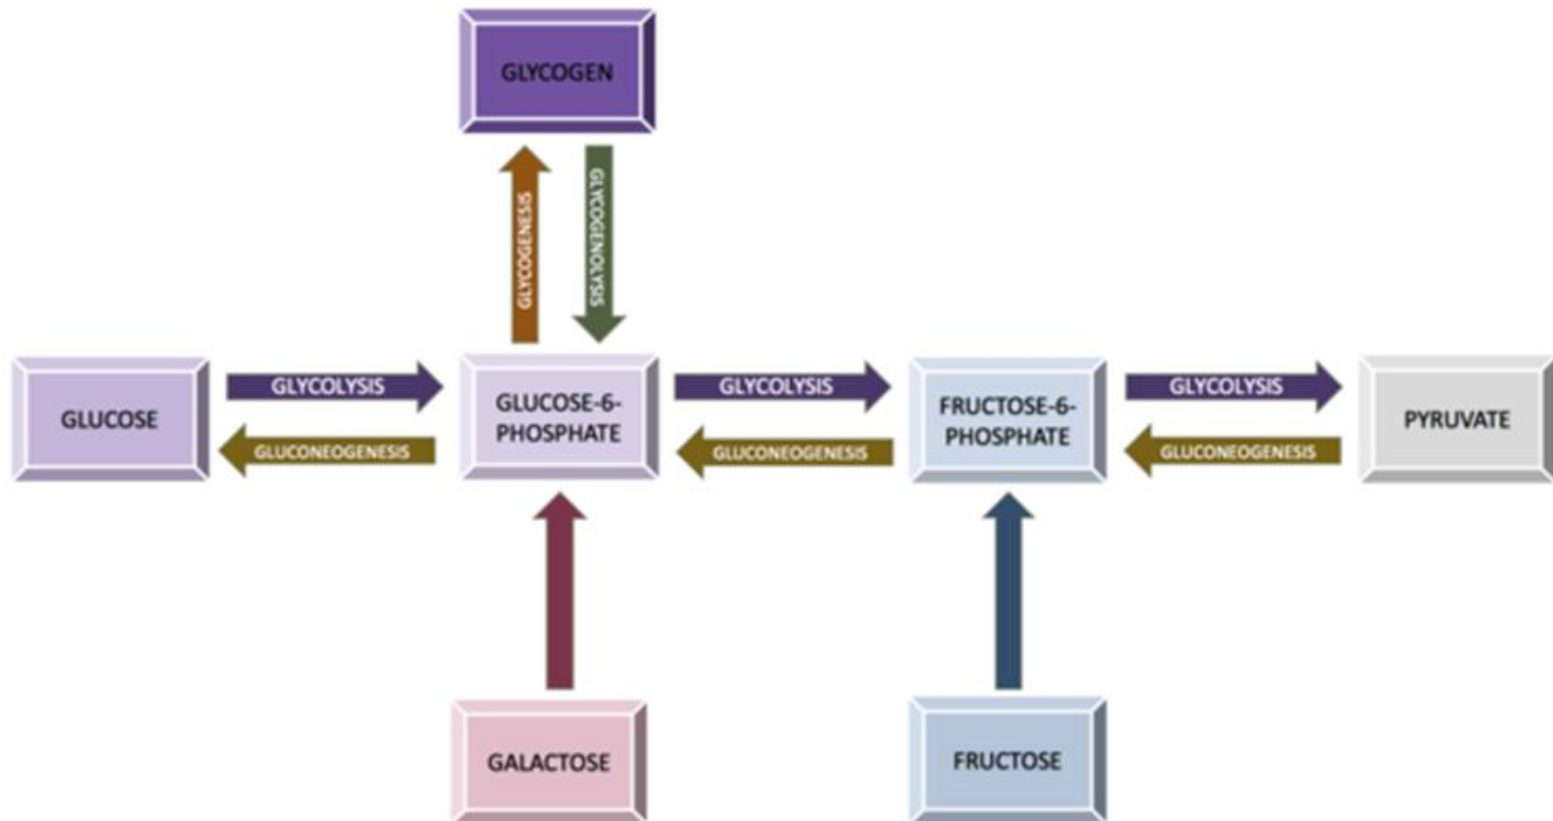 GLYCOGEN
GLYCOGENESIS
GLYCOGENOLYSIS
GLUCOSE
GLYCOLYSIS
GLUCONEOGENESIS
GLUCOSE-6-
PHOSPHATE
GLYCOLYSIS
GLUCONEOGENESIS
FRUCTOSE-6-
PHOSPHATE
GLYCOLYSIS
GLUCONEOGENESIS
PYRUVATE
GALACTOSE
FRUCTOSE